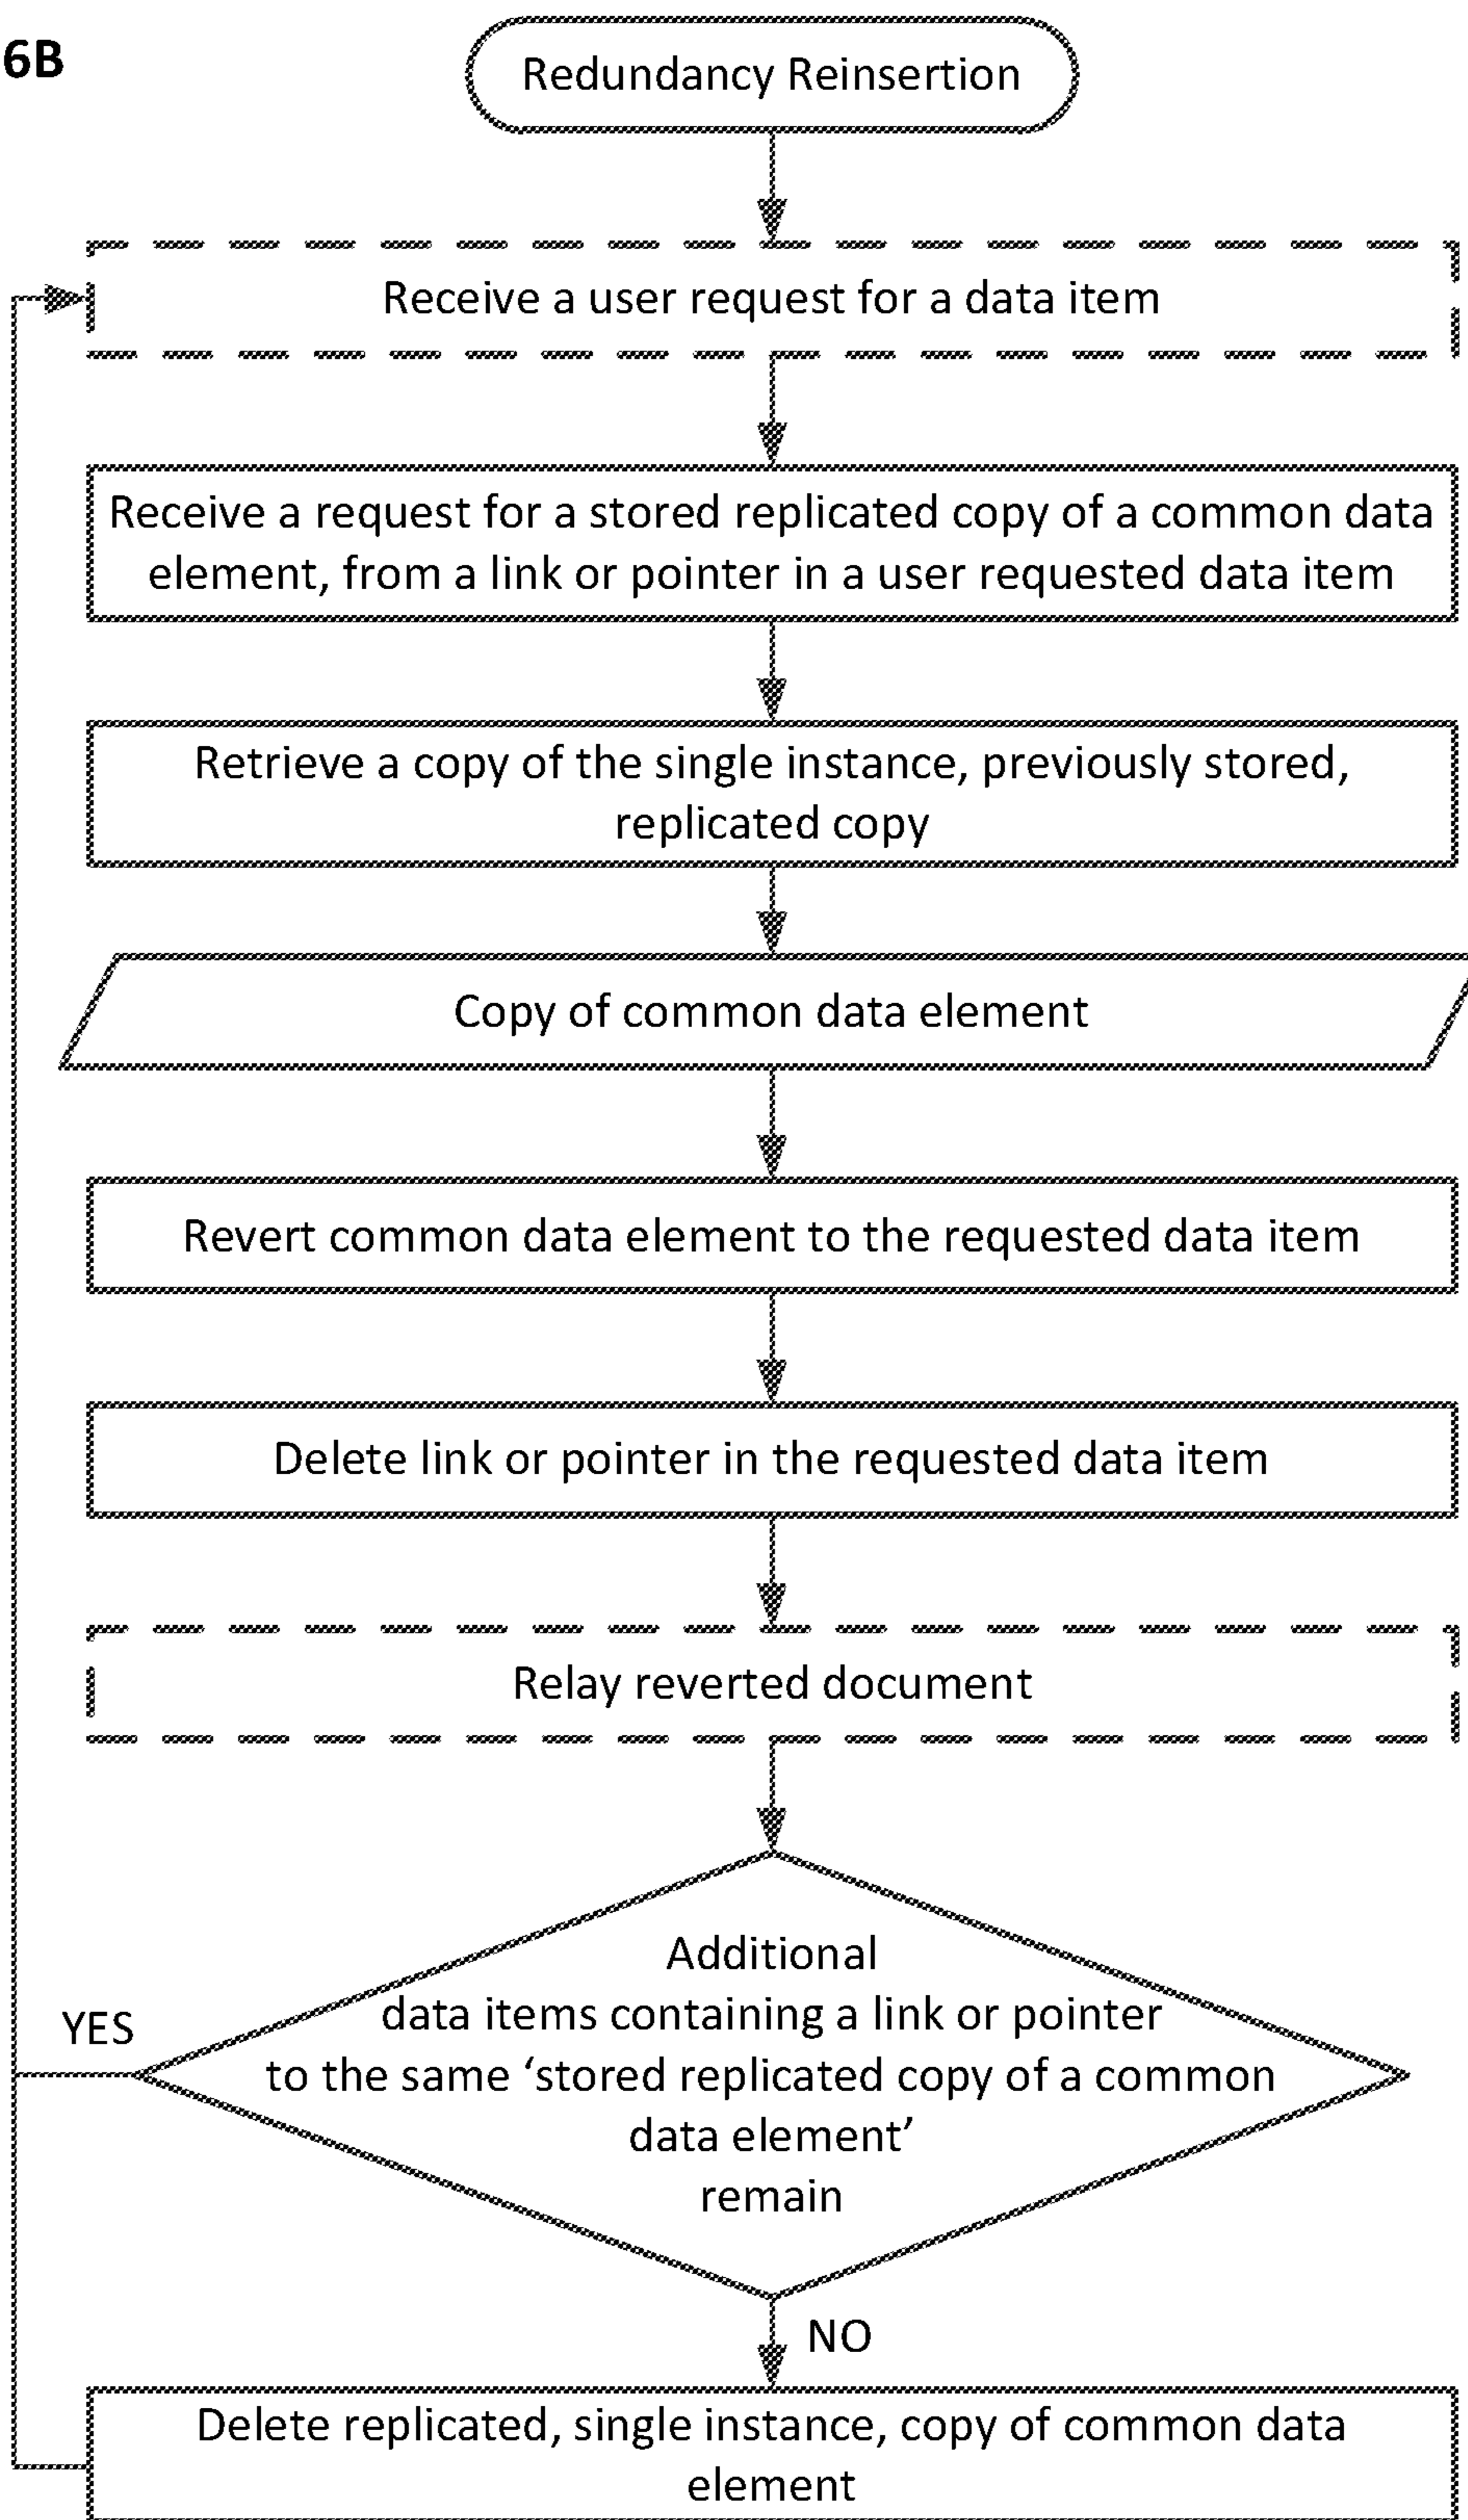 6B
Redundancy Reinsertion
Receive a user request for a data item
Receive a request for a stored replicated copy of a common data
element, from a link or pointer in a user requested data item
Retrieve a copy of the single instance, previously stored,
replicated copy
Copy of common data element
Revert common data element to the requested data item
Delete link or pointer in the requested data item
Relay reverted document
Additional
data items containing a link or pointer
to the same ‘stored replicated copy of a common
data element’
remain
YES
NO
Delete replicated, single instance, copy of common data
element